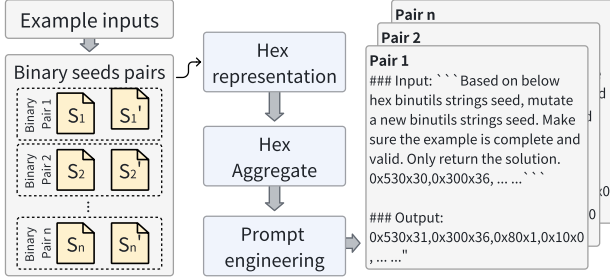 Example inputs
Binary seeds pairs
Binary
Pair 1
S1
S1'
Binary
Pair 2
S2
S2'
⋮
Binary
Pair n
Sn
Sn'
Hex
representation
Hex
Aggregate
Prompt
engineering
Pair n
Pair 2
Pair 1
### Input: ```Based on below
hex binutils strings seed, mutate
a new binutils strings seed. Make
sure the example is complete and
valid. Only return the solution.
0x530x30,0x300x36, ... ...```
### Output:
0x530x31,0x300x36,0x80x1,0x10x0
, ... ..."